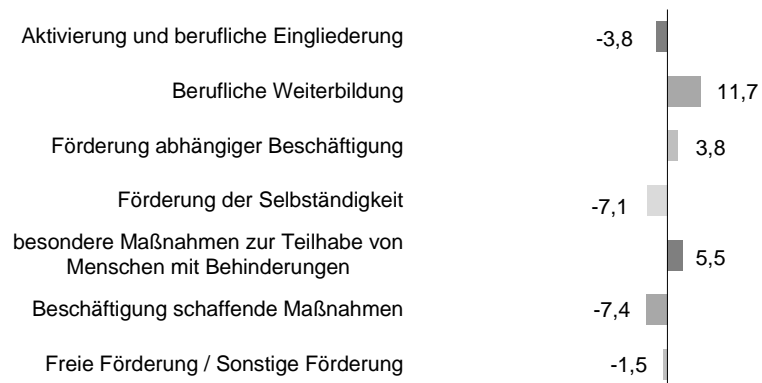 Aktivierung und berufliche Eingliederung -3,8
Berufliche Weiterbildung 11,7
Förderung abhängiger Beschäftigung 3,8
Förderung der Selbständigkeit -7,1
besondere Maßnahmen zur Teilhabe von
Menschen mit Behinderungen 5,5
Beschäftigung schaffende Maßnahmen -7,4
Freie Förderung / Sonstige Förderung -1,5